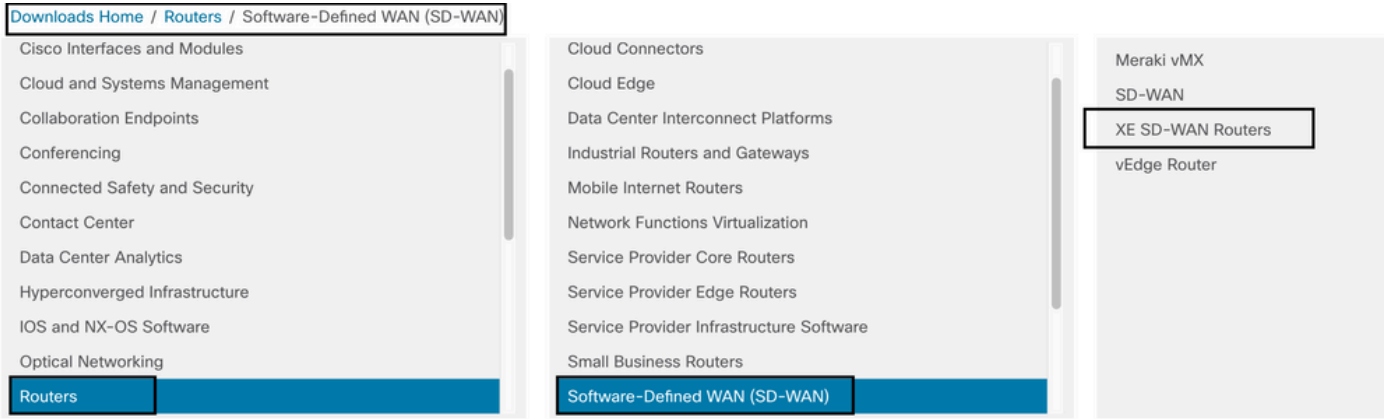 Downloads Home / Routers / Software-Defined WAN (SD-WAN)
Cisco Interfaces and Modules
Cloud and Systems Management
Collaboration Endpoints
Conferencing
Connected Safety and Security
Contact Center
Data Center Analytics
Hyperconverged Infrastructure
IOS and NX-OS Software
Optical Networking
Routers
Cloud Connectors
Cloud Edge
Data Center Interconnect Platforms
Industrial Routers and Gateways
Mobile Internet Routers
Network Functions Virtualization
Service Provider Core Routers
Service Provider Edge Routers
Service Provider Infrastructure Software
Small Business Routers
Software-Defined WAN (SD-WAN)
Meraki vMX
SD-WAN
XE SD-WAN Routers
vEdge Router